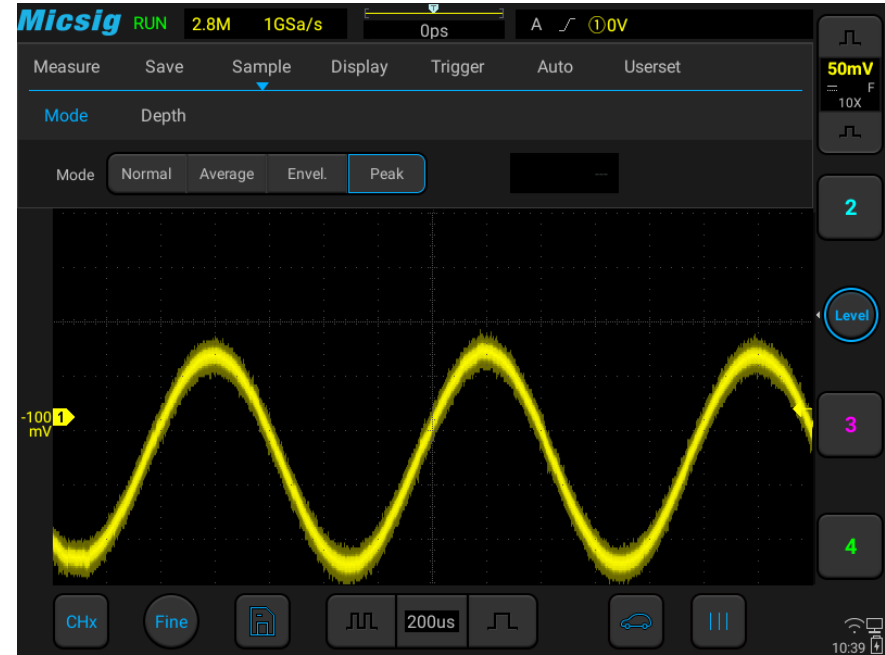 Micsig RUN 2.8M 1GSa/s T 0ps A ①0V
Measure Save Sample Display Trigger Auto Userset
50mV
F
10X
Mode Depth
Mode Normal Average Envel. Peak ---
2
Level
-100 1
mV
3
4
CHx Fine 200us
10:39